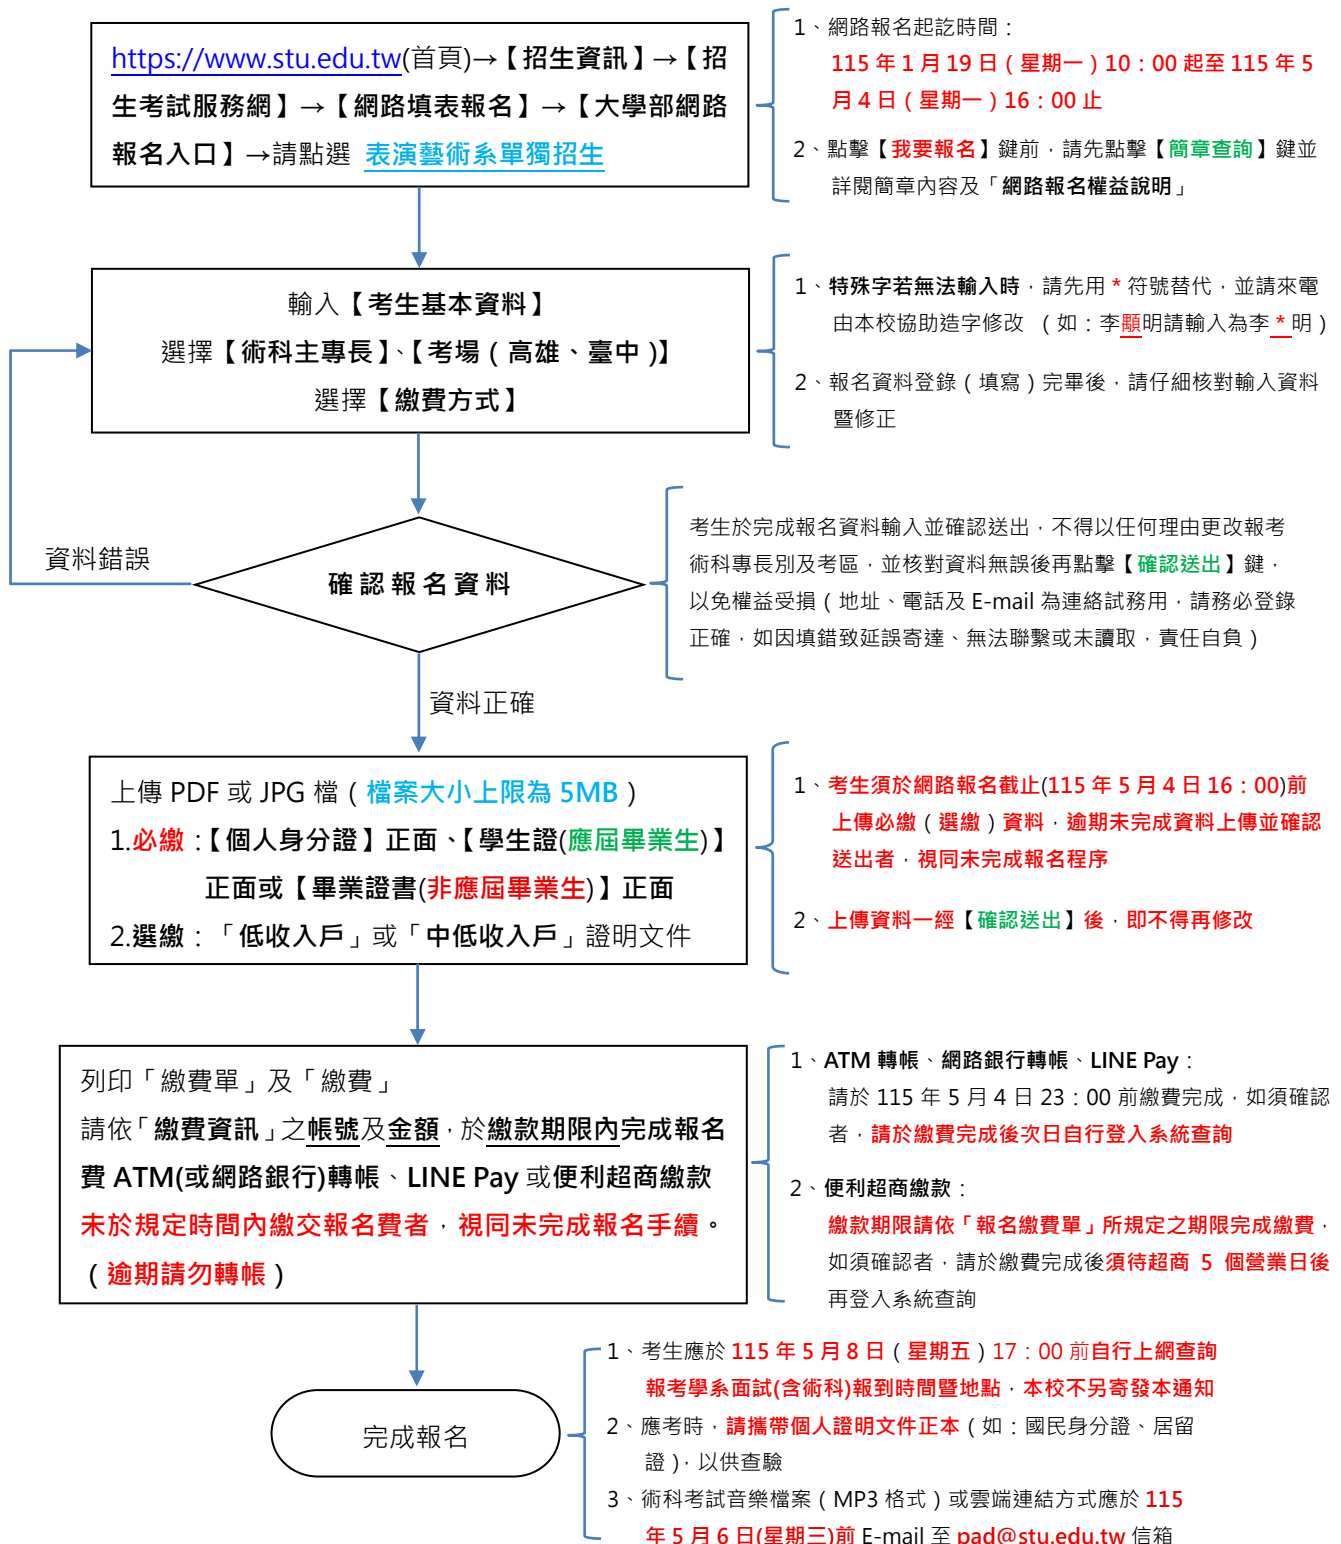 https://www.stu.edu.tw(首頁)→【招生資訊】→【招
生考試服務網】→【網路填表報名】→【大學部網路
報名入口】→請點選 表演藝術系單獨招生
1、網路報名起訖時間：
115 年 1 月 19 日（星期一）10：00 起至 115 年 5
月 4 日（星期一）16：00 止
2、點擊【我要報名】鍵前，請先點擊【簡章查詢】鍵並
詳閱簡章內容及「網路報名權益說明」
輸入【考生基本資料】
選擇【術科主專長】、【考場（高雄、臺中）】
選擇【繳費方式】
1、特殊字若無法輸入時，請先用 * 符號替代，並請來電
由本校協助造字修改 （如：李顯明請輸入為李 * 明）
2、報名資料登錄（填寫）完畢後，請仔細核對輸入資料
暨修正
資料錯誤
確認報名資料
考生於完成報名資料輸入並確認送出，不得以任何理由更改報考
術科專長別及考區，並核對資料無誤後再點擊【確認送出】鍵，
以免權益受損（地址、電話及 E-mail 為連絡試務用，請務必登錄
正確，如因填錯致延誤寄達、無法聯繫或未讀取，責任自負）
資料正確
上傳 PDF 或 JPG 檔（檔案大小上限為 5MB）
1.必繳：【個人身分證】正面、【學生證(應屆畢業生)】
正面或【畢業證書(非應屆畢業生)】正面
2.選繳：「低收入戶」或「中低收入戶」證明文件
1、考生須於網路報名截止(115 年 5 月 4 日 16：00)前
上傳必繳（選繳）資料，逾期未完成資料上傳並確認
送出者，視同未完成報名程序
2、上傳資料一經【確認送出】後，即不得再修改
列印「繳費單」及「繳費」
請依「繳費資訊」之帳號及金額，於繳款期限內完成報名
費 ATM(或網路銀行)轉帳、LINE Pay 或便利超商繳款
未於規定時間內繳交報名費者，視同未完成報名手續。
（逾期請勿轉帳）
1、ATM 轉帳、網路銀行轉帳、LINE Pay：
請於 115 年 5 月 4 日 23：00 前繳費完成，如須確認
者，請於繳費完成後次日自行登入系統查詢
2、便利超商繳款：
繳款期限請依「報名繳費單」所規定之期限完成繳費，
如須確認者，請於繳費完成後須待超商 5 個營業日後
再登入系統查詢
完成報名
1、考生應於 115 年 5 月 8 日（星期五）17：00 前自行上網查詢
報考學系面試(含術科)報到時間暨地點，本校不另寄發本通知
2、應考時，請攜帶個人證明文件正本（如：國民身分證、居留
證），以供查驗
3、術科考試音樂檔案（MP3 格式）或雲端連結方式應於 115
年 5 月 6 日(星期三)前 E-mail 至 pad@stu.edu.tw 信箱